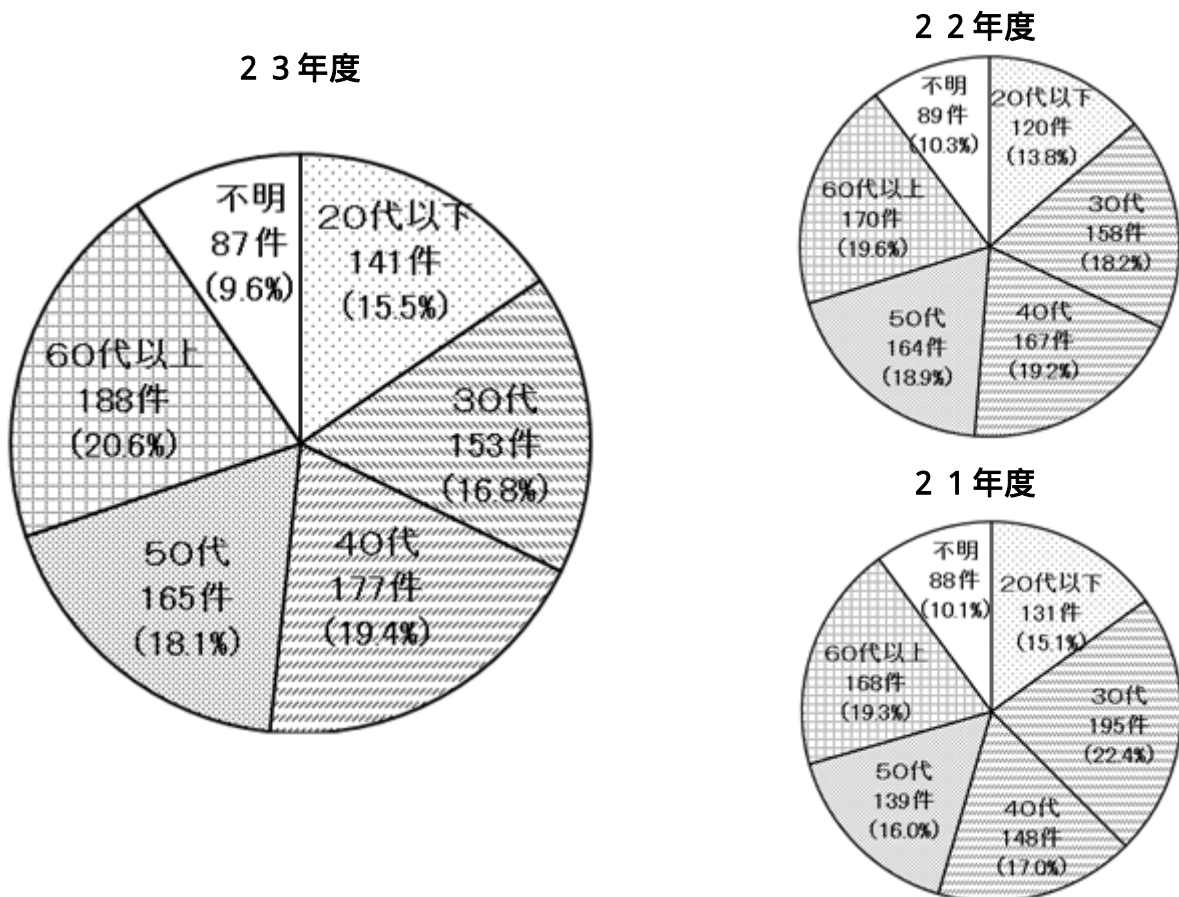 ２３年度
不明
87件
(9.6%)
20代以下
141件
(15.5%)
30代
153件
(16.8%)
40代
177件
(19.4%)
50代
165件
(18.1%)
60代以上
188件
(20.6%)
２２年度
不明
89件
(10.3%)
20代以下
120件
(13.8%)
30代
158件
(18.2%)
40代
167件
(19.2%)
50代
164件
(18.9%)
60代以上
170件
(19.6%)
２１年度
不明
88件
(10.1%)
20代以下
131件
(15.1%)
30代
195件
(22.4%)
40代
148件
(17.0%)
50代
139件
(16.0%)
60代以上
168件
(19.3%)